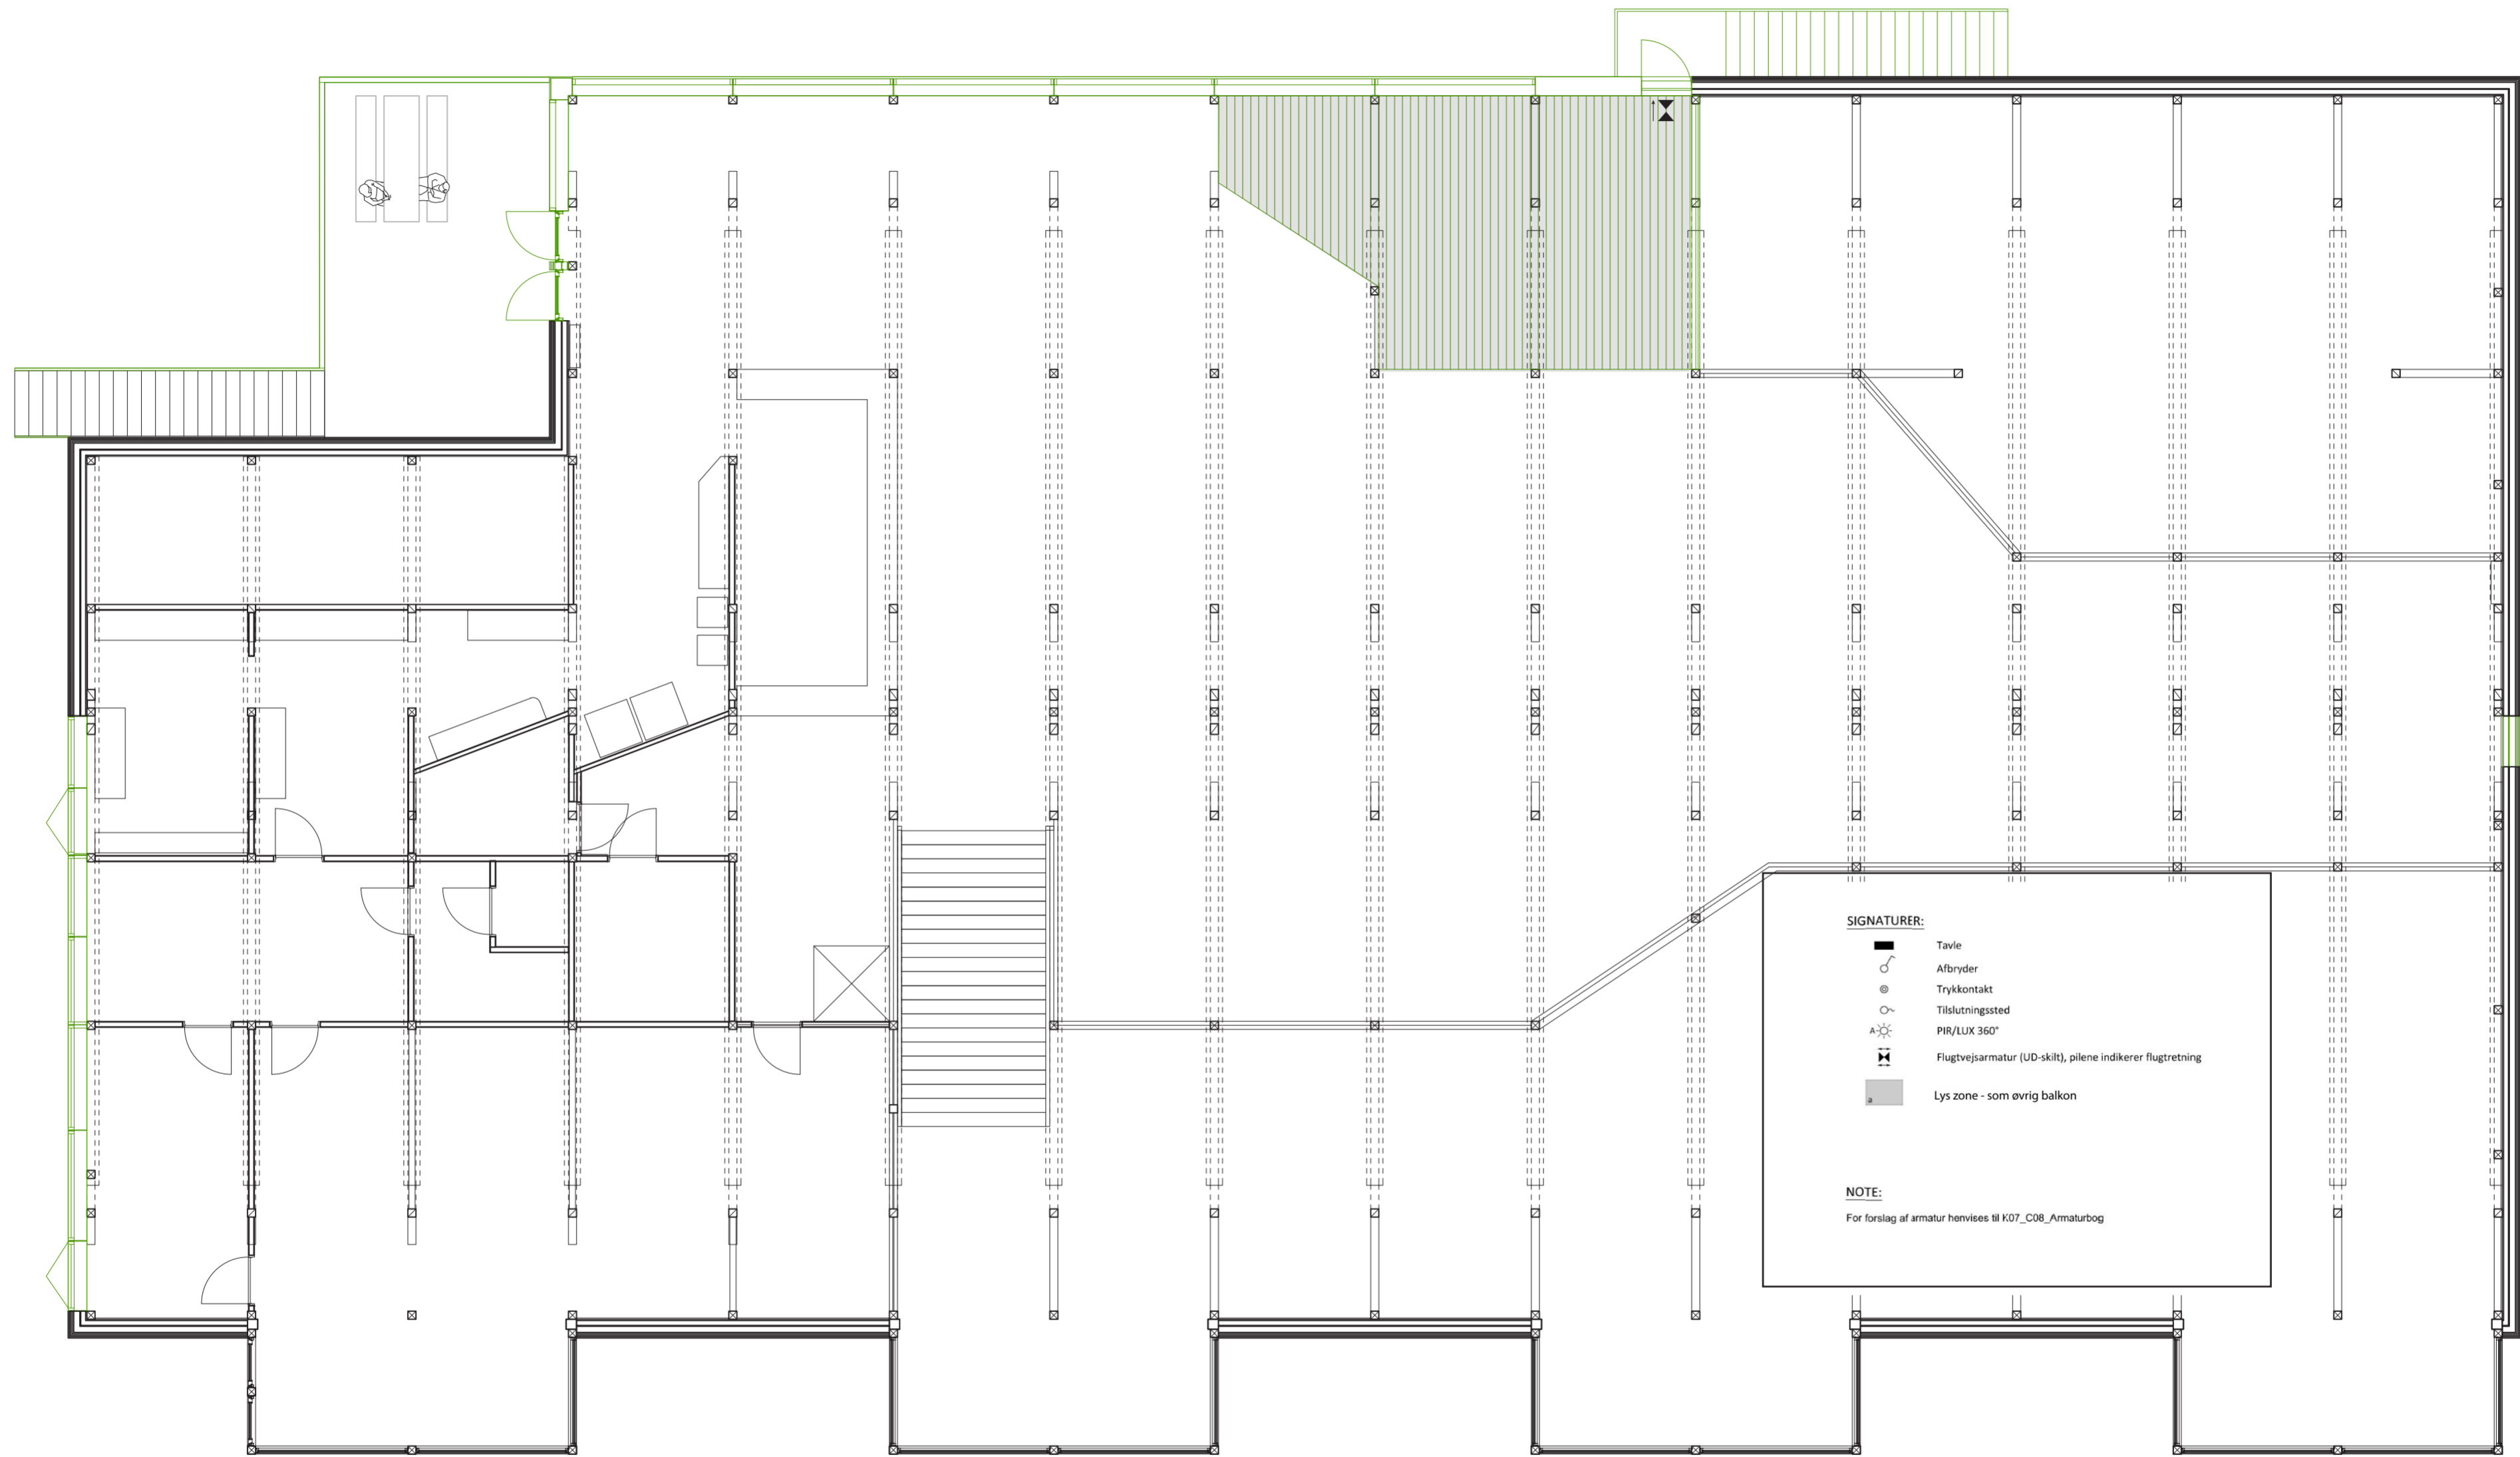 SIGNATURER:
Tavle
Afbryder
Trykkontakt
Tilslutningssted
A PIR/LUX 360°
Flugtvejsarmatur (UD-skilt), pilene indikerer flugtretning
a Lys zone - som øvrig balkon
NOTE:
For forslag af armatur henvises til K07_C08_Armaturbog